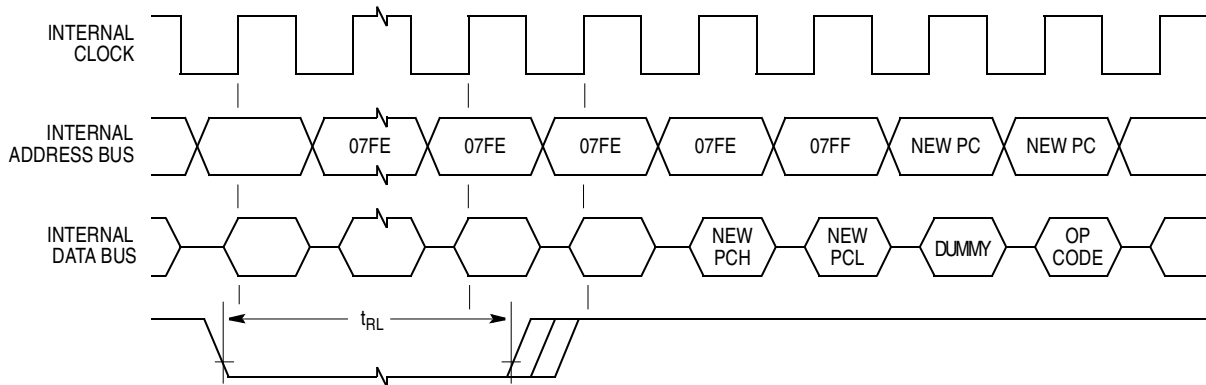 INTERNAL
CLOCK
INTERNAL
ADDRESS BUS
07FE 07FE 07FE 07FE 07FF NEW PC NEW PC
INTERNAL
DATA BUS
NEW
PCH
NEW
PCL
DUMMY
OP
CODE
tRL